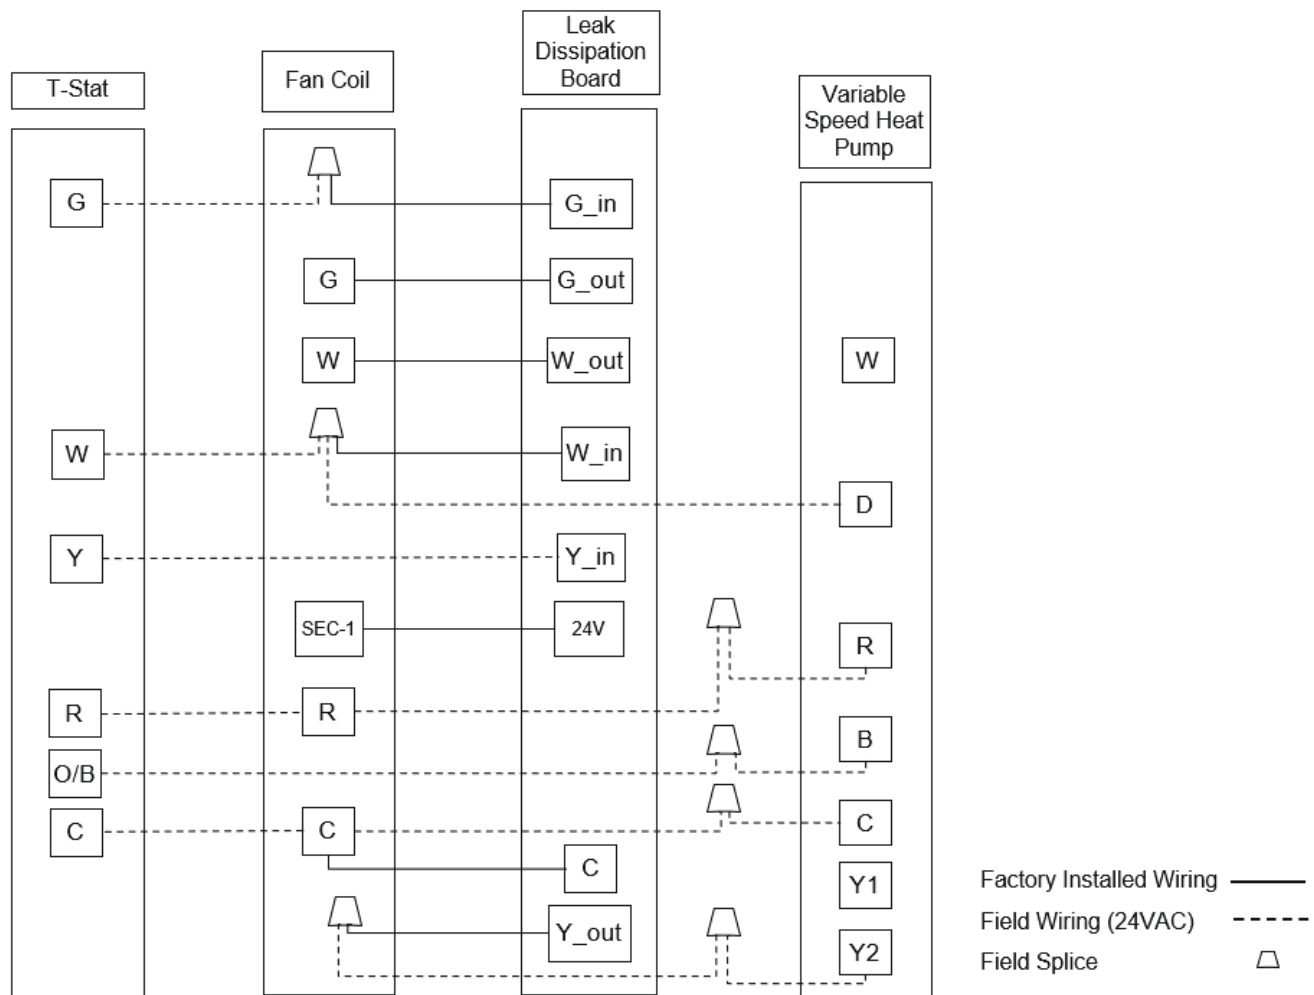 T-Stat
Fan Coil
Leak
Dissipation
Board
Variable
Speed Heat
Pump
G
G_in
G
G_out
W
W_out
W
W
W_in
D
Y
Y_in
SEC-1
24V
R
R
R
B
O/B
C
C
C
C
Y1
Y_out
Y2
Factory Installed Wiring
Field Wiring (24VAC)
Field Splice